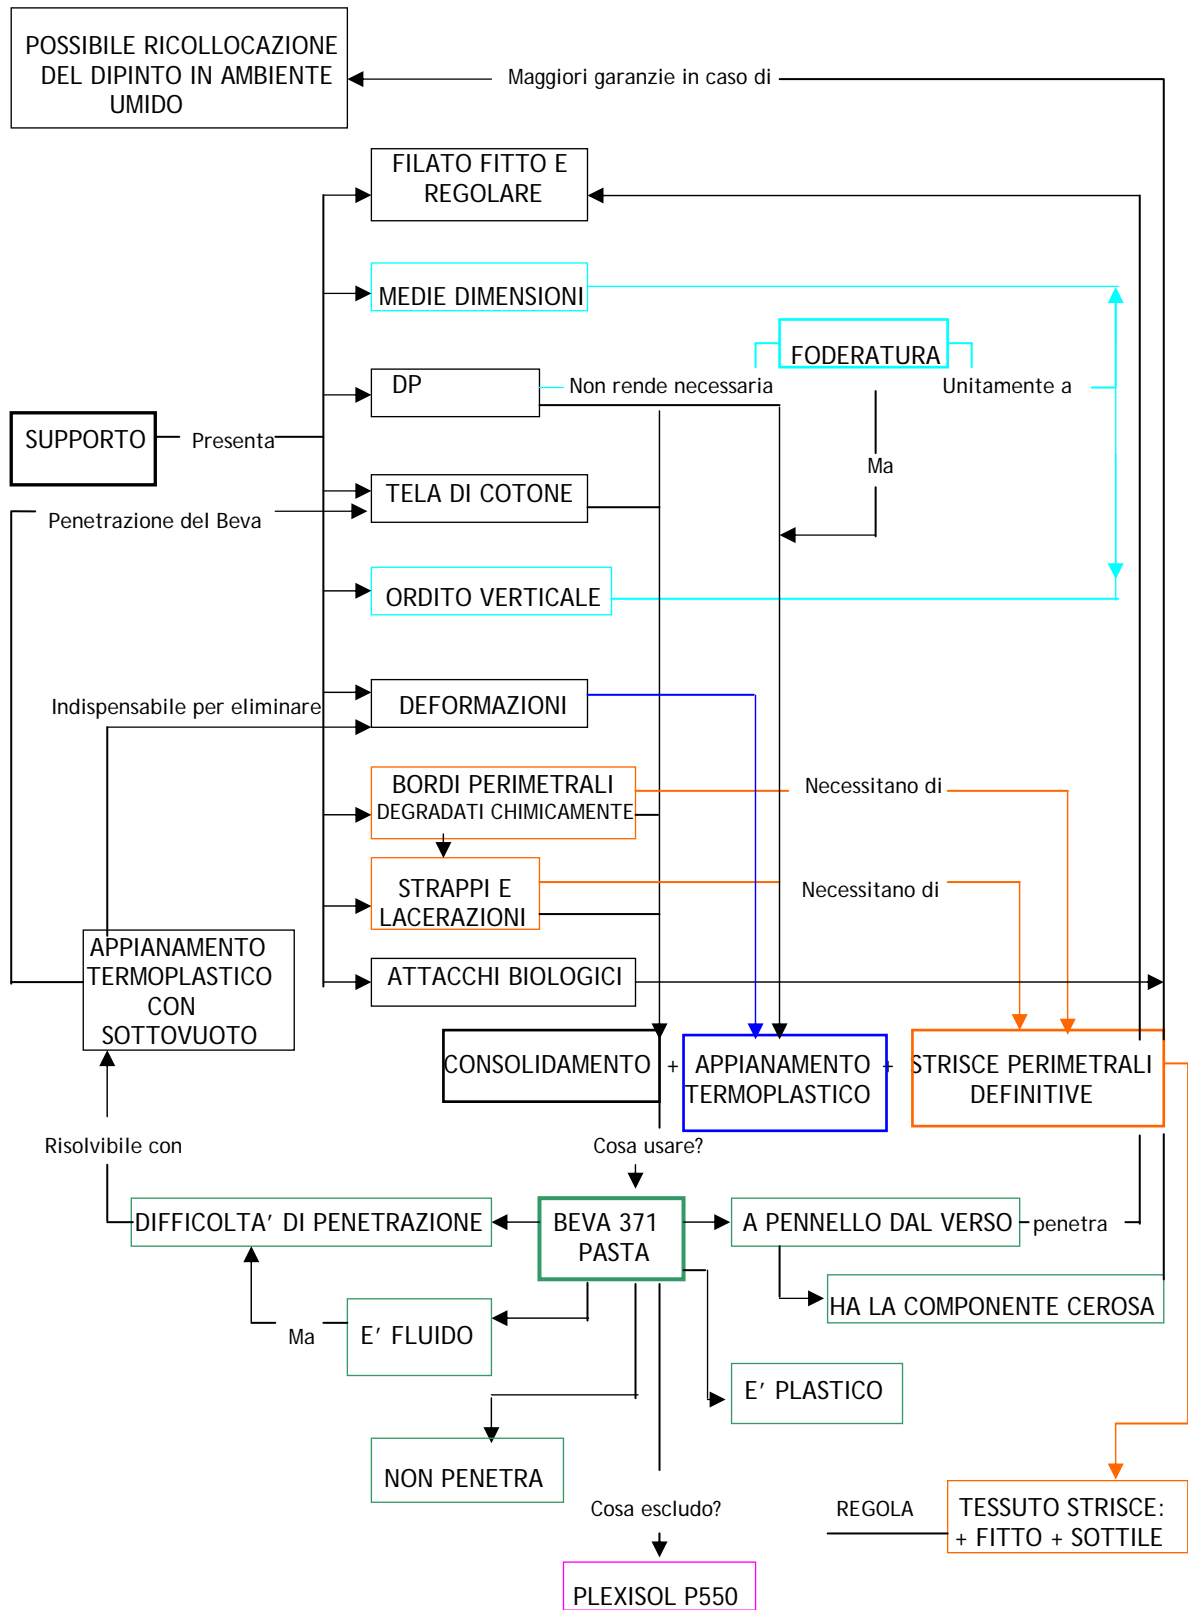 POSSIBILE RICOLLOCAZIONE
DEL DIPINTO IN AMBIENTE
UMIDO
Maggiori garanzie in caso di
FILATO FITTO E
REGOLARE
MEDIE DIMENSIONI
FODERATURA
DP
Non rende necessaria
Unitamente a
SUPPORTO
Presenta
Ma
TELA DI COTONE
Penetrazione del Beva
ORDITO VERTICALE
Indispensabile per eliminare
DEFORMAZIONI
BORDI PERIMETRALI
DEGRADATI CHIMICAMENTE
Necessitano di
STRAPPI E
LACERAZIONI
Necessitano di
APPIANAMENTO
TERMOPLASTICO
CON
SOTTOVUOTO
ATTACCHI BIOLOGICI
CONSOLIDAMENTO
+
APPIANAMENTO
TERMOPLASTICO
+
STRISCE PERIMETRALI
DEFINITIVE
Risolvibile con
Cosa usare?
DIFFICOLTA' DI PENETRAZIONE
BEVA 371
PASTA
A PENNELLO DAL VERSO
penetra
HA LA COMPONENTE CEROSA
Ma
E' FLUIDO
E' PLASTICO
NON PENETRA
Cosa escludo?
REGOLA
TESSUTO STRISCE:
+ FITTO + SOTTILE
PLEXISOL P550